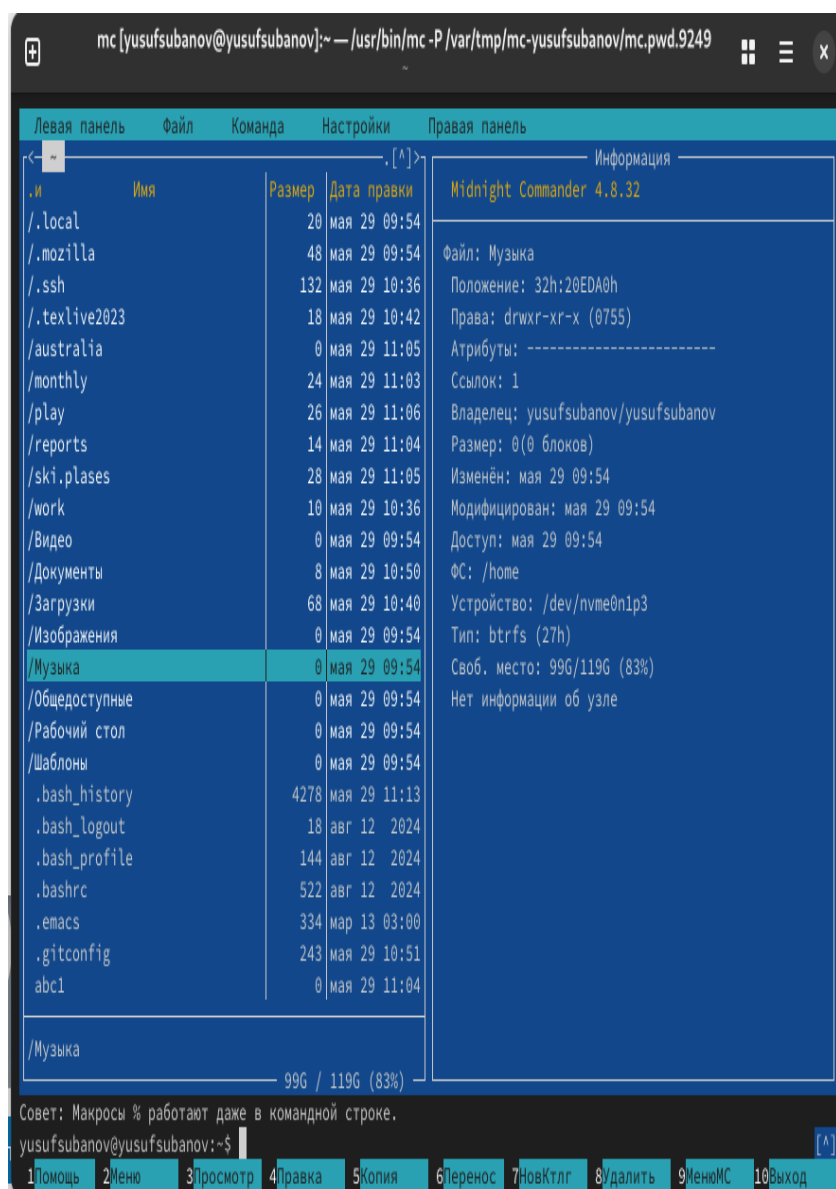 mc [yusufsubanov@yusufsubanov]:~ — /usr/bin/mc -P /var/tmp/mc-yusufsubanov/mc.pwd.9249
~
Левая панель Файл Команда Настройки Правая панель
<─ ~ .[^]>
.и Имя Размер Дата правки
/.local 20 мая 29 09:54
/.mozilla 48 мая 29 09:54
/.ssh 132 мая 29 10:36
/.texlive2023 18 мая 29 10:42
/australia 0 мая 29 11:05
/monthly 24 мая 29 11:03
/play 26 мая 29 11:06
/reports 14 мая 29 11:04
/ski.plases 28 мая 29 11:05
/work 10 мая 29 10:36
/Видео 0 мая 29 09:54
/Документы 8 мая 29 10:50
/Загрузки 68 мая 29 10:40
/Изображения 0 мая 29 09:54
/Музыка 0 мая 29 09:54
/Общедоступные 0 мая 29 09:54
/Рабочий стол 0 мая 29 09:54
/Шаблоны 0 мая 29 09:54
.bash_history 4278 мая 29 11:13
.bash_logout 18 авг 12 2024
.bash_profile 144 авг 12 2024
.bashrc 522 авг 12 2024
.emacs 334 мар 13 03:00
.gitconfig 243 мая 29 10:51
abc1 0 мая 29 11:04
/Музыка
99G / 119G (83%)
Информация
Midnight Commander 4.8.32
Файл: Музыка
Положение: 32h:20EDA0h
Права: drwxr-xr-x (0755)
Атрибуты: -------------------------
Ссылок: 1
Владелец: yusufsubanov/yusufsubanov
Размер: 0(0 блоков)
Изменён: мая 29 09:54
Модифицирован: мая 29 09:54
Доступ: мая 29 09:54
ФС: /home
Устройство: /dev/nvme0n1p3
Тип: btrfs (27h)
Своб. место: 99G/119G (83%)
Нет информации об узле
Совет: Макросы % работают даже в командной строке.
yusufsubanov@yusufsubanov:~$ [^]
1Помощь 2Меню 3Просмотр 4Правка 5Копия 6Перенос 7НовКтлг 8Удалить 9МенюMC 10Выход